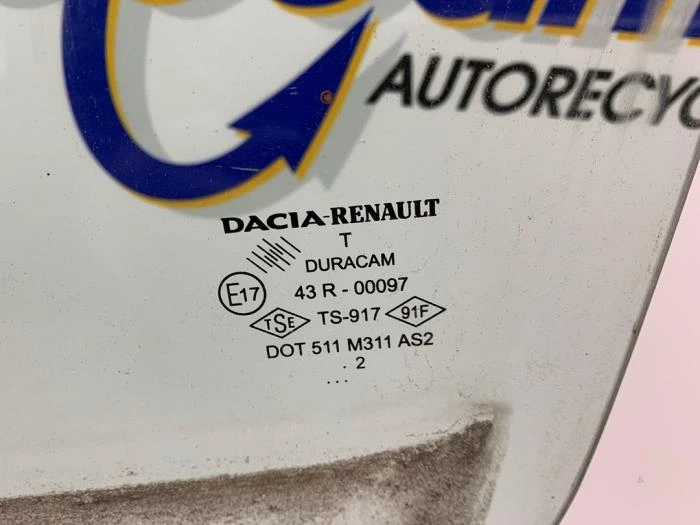 AUTORECYC
DACIA-RENAULT
T
DURACAM
E17 43 R - 00097
TSE TS-917 91F
DOT 511 M311 AS2
. 2
...